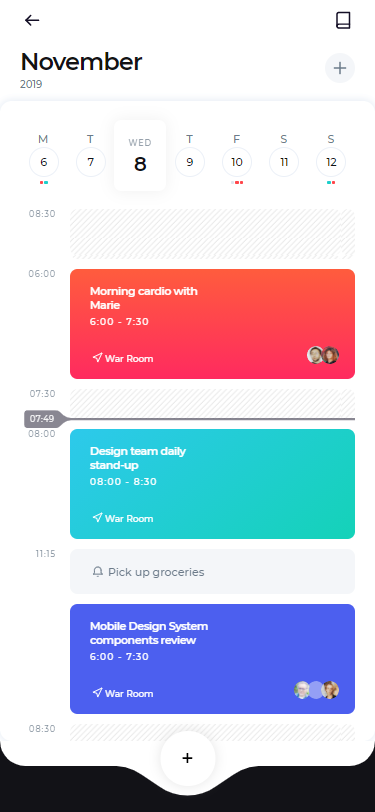 November
2019
M T WED T F S S
6 7 8 9 10 11 12
08:30
06:00
Morning cardio with
Marie
6:00 - 7:30
War Room
07:30
07:49
08:00
Design team daily
stand-up
08:00 - 8:30
War Room
11:15
Pick up groceries
Mobile Design System
components review
6:00 - 7:30
War Room
08:30